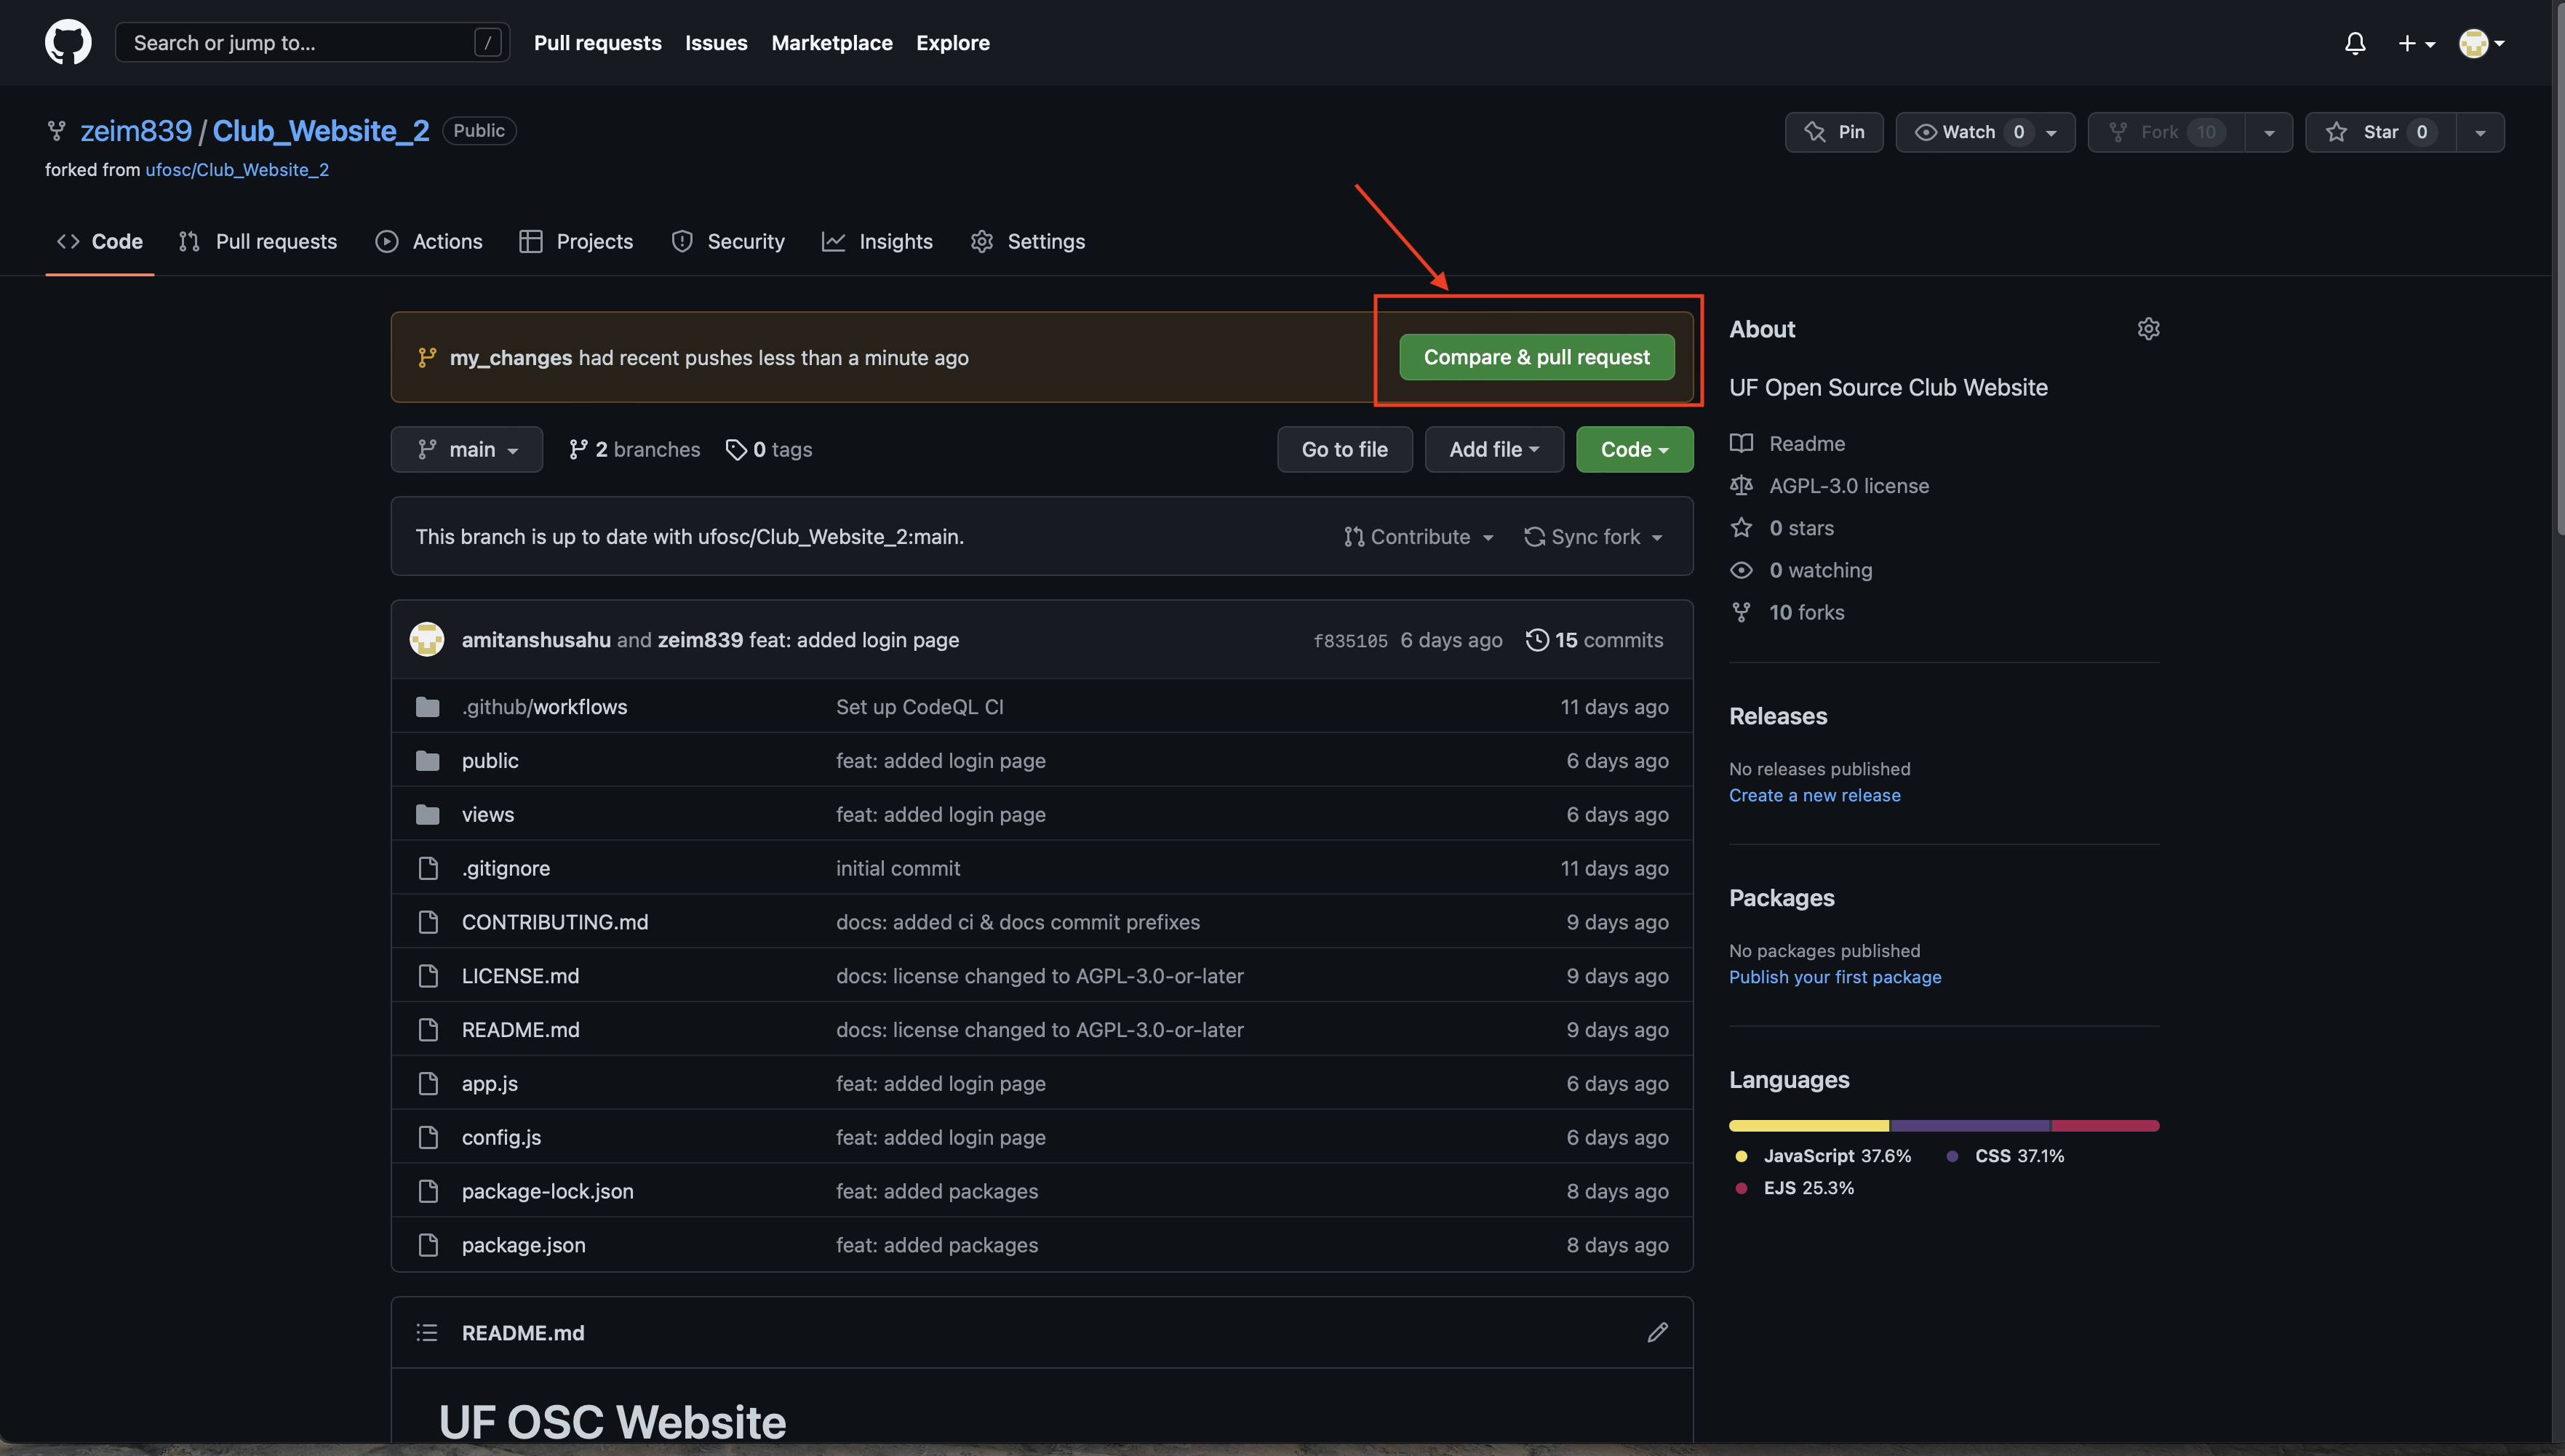 Search or jump to... /
Pull requests Issues Marketplace Explore
zeim839 / Club_Website_2 Public
forked from ufosc/Club_Website_2
Pin Watch 0 Fork 10 Star 0
Code Pull requests Actions Projects Security Insights Settings
my_changes had recent pushes less than a minute ago Compare & pull request
main 2 branches 0 tags Go to file Add file Code
This branch is up to date with ufosc/Club_Website_2:main. Contribute Sync fork
amitanshusahu and zeim839 feat: added login page f835105 6 days ago 15 commits
.github/workflows Set up CodeQL CI 11 days ago
public feat: added login page 6 days ago
views feat: added login page 6 days ago
.gitignore initial commit 11 days ago
CONTRIBUTING.md docs: added ci & docs commit prefixes 9 days ago
LICENSE.md docs: license changed to AGPL-3.0-or-later 9 days ago
README.md docs: license changed to AGPL-3.0-or-later 9 days ago
app.js feat: added login page 6 days ago
config.js feat: added login page 6 days ago
package-lock.json feat: added packages 8 days ago
package.json feat: added packages 8 days ago
README.md
UF OSC Website
About
UF Open Source Club Website
Readme
AGPL-3.0 license
0 stars
0 watching
10 forks
Releases
No releases published
Create a new release
Packages
No packages published
Publish your first package
Languages
JavaScript 37.6% CSS 37.1%
EJS 25.3%